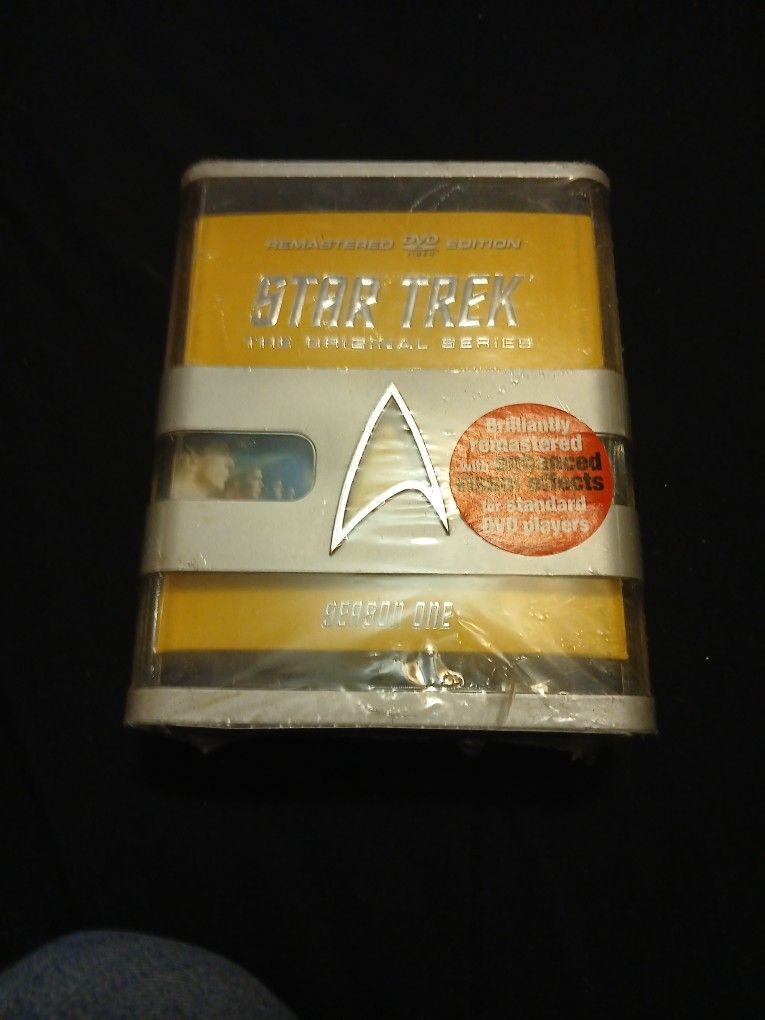 REMASTERED DVD VIDEO EDITION
STAR TREK
THE ORIGINAL SERIES
Brilliantly
remastered
with enhanced
visual effects
for standard
DVD players
SEASON ONE